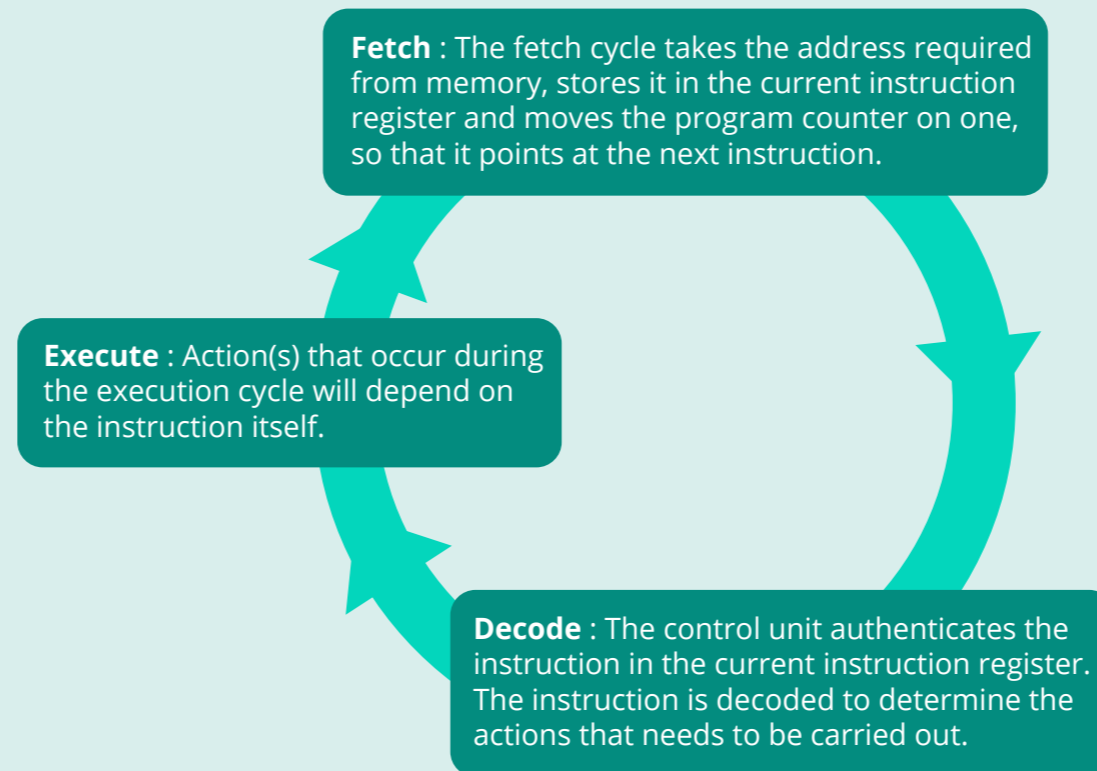 Fetch : The fetch cycle takes the address required
from memory, stores it in the current instruction
register and moves the program counter on one,
so that it points at the next instruction.
Execute : Action(s) that occur during
the execution cycle will depend on
the instruction itself.
Decode : The control unit authenticates the
instruction in the current instruction register.
The instruction is decoded to determine the
actions that needs to be carried out.